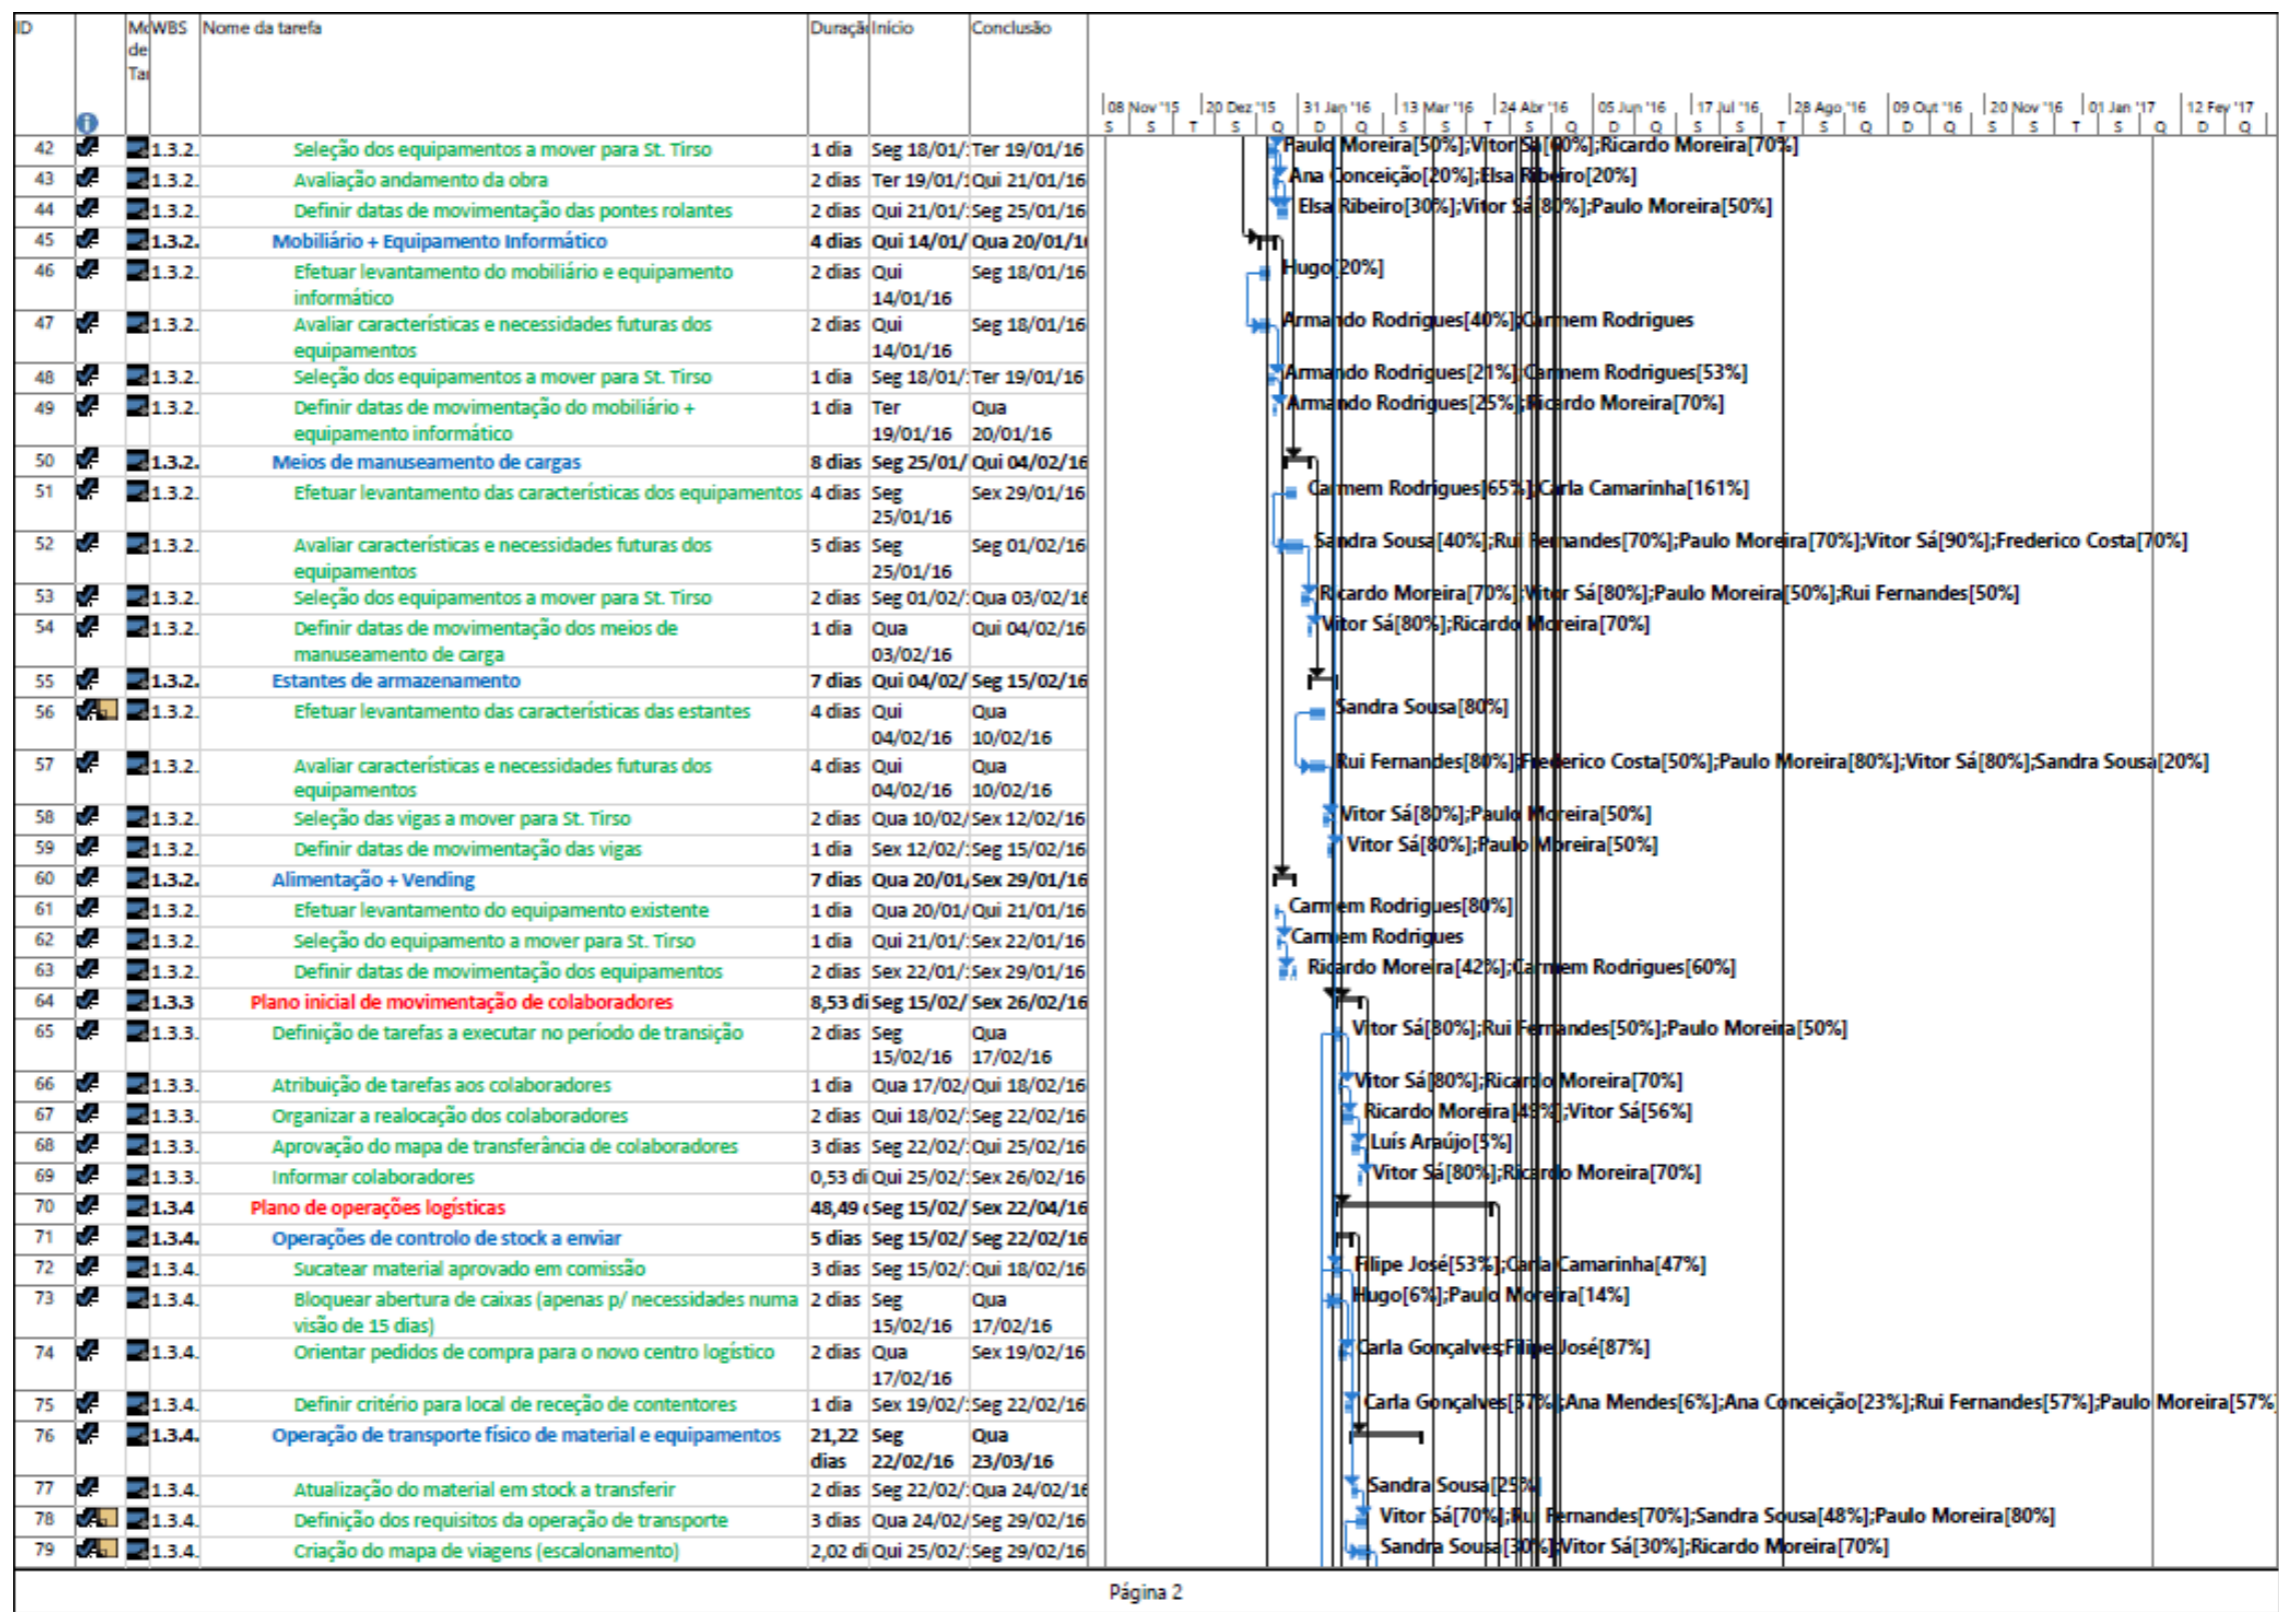 ID Mo WBS Nome da tarefa Duração Início Conclusão
de
Tar
08 Nov '15 20 Dez '15 31 Jan '16 13 Mar '16 24 Abr '16 05 Jun '16 17 Jul '16 28 Ago '16 09 Out '16 20 Nov '16 01 Jan '17 12 Fev '17
S S T S Q D Q S S T S Q D Q S S T S Q D Q S S T S Q D Q
42 1.3.2. Seleção dos equipamentos a mover para St. Tirso 1 dia Seg 18/01/ Ter 19/01/16 Paulo Moreira[50%];Vitor Sá[60%];Ricardo Moreira[70%]
43 1.3.2. Avaliação andamento da obra 2 dias Ter 19/01/1 Qui 21/01/16 Ana Conceição[20%];Elsa Ribeiro[20%]
44 1.3.2. Definir datas de movimentação das pontes rolantes 2 dias Qui 21/01/ Seg 25/01/16 Elsa Ribeiro[30%];Vitor Sá[80%];Paulo Moreira[50%]
45 1.3.2. Mobiliário + Equipamento Informático 4 dias Qui 14/01/ Qua 20/01/1
46 1.3.2. Efetuar levantamento do mobiliário e equipamento 2 dias Qui Seg 18/01/16 Hugo[20%]
informático 14/01/16
47 1.3.2. Avaliar características e necessidades futuras dos 2 dias Qui Seg 18/01/16 Armando Rodrigues[40%];Carmem Rodrigues
equipamentos 14/01/16
48 1.3.2. Seleção dos equipamentos a mover para St. Tirso 1 dia Seg 18/01/ Ter 19/01/16 Armando Rodrigues[21%];Carmem Rodrigues[53%]
49 1.3.2. Definir datas de movimentação do mobiliário + 1 dia Ter Qua Armando Rodrigues[25%];Ricardo Moreira[70%]
equipamento informático 19/01/16 20/01/16
50 1.3.2. Meios de manuseamento de cargas 8 dias Seg 25/01/ Qui 04/02/16
51 1.3.2. Efetuar levantamento das características dos equipamentos 4 dias Seg Sex 29/01/16 Carmem Rodrigues[65%];Carla Camarinha[161%]
25/01/16
52 1.3.2. Avaliar características e necessidades futuras dos 5 dias Seg Seg 01/02/16 Sandra Sousa[40%];Rui Fernandes[70%];Paulo Moreira[70%];Vitor Sá[90%];Frederico Costa[70%]
equipamentos 25/01/16
53 1.3.2. Seleção dos equipamentos a mover para St. Tirso 2 dias Seg 01/02/ Qua 03/02/16 Ricardo Moreira[70%];Vitor Sá[80%];Paulo Moreira[50%];Rui Fernandes[50%]
54 1.3.2. Definir datas de movimentação dos meios de 1 dia Qua Qui 04/02/16 Vitor Sá[80%];Ricardo Moreira[70%]
manuseamento de carga 03/02/16
55 1.3.2. Estantes de armazenamento 7 dias Qui 04/02/ Seg 15/02/16
56 1.3.2. Efetuar levantamento das características das estantes 4 dias Qui Qua Sandra Sousa[80%]
04/02/16 10/02/16
57 1.3.2. Avaliar características e necessidades futuras dos 4 dias Qui Qua Rui Fernandes[80%];Frederico Costa[50%];Paulo Moreira[80%];Vitor Sá[80%];Sandra Sousa[20%]
equipamentos 04/02/16 10/02/16
58 1.3.2. Seleção das vigas a mover para St. Tirso 2 dias Qua 10/02/ Sex 12/02/16 Vitor Sá[80%];Paulo Moreira[50%]
59 1.3.2. Definir datas de movimentação das vigas 1 dia Sex 12/02/ Seg 15/02/16 Vitor Sá[80%];Paulo Moreira[50%]
60 1.3.2. Alimentação + Vending 7 dias Qua 20/01, Sex 29/01/16
61 1.3.2. Efetuar levantamento do equipamento existente 1 dia Qua 20/01/ Qui 21/01/16 Carmem Rodrigues[80%]
62 1.3.2. Seleção do equipamento a mover para St. Tirso 1 dia Qui 21/01/ Sex 22/01/16 Carmem Rodrigues
63 1.3.2. Definir datas de movimentação dos equipamentos 2 dias Sex 22/01/ Sex 29/01/16 Ricardo Moreira[42%];Carmem Rodrigues[60%]
64 1.3.3 Plano inicial de movimentação de colaboradores 8,53 di Seg 15/02/ Sex 26/02/16
65 1.3.3. Definição de tarefas a executar no período de transição 2 dias Seg Qua Vitor Sá[80%];Rui Fernandes[50%];Paulo Moreira[50%]
15/02/16 17/02/16
66 1.3.3. Atribuição de tarefas aos colaboradores 1 dia Qua 17/02/ Qui 18/02/16 Vitor Sá[80%];Ricardo Moreira[70%]
67 1.3.3. Organizar a realocação dos colaboradores 2 dias Qui 18/02/ Seg 22/02/16 Ricardo Moreira[49%];Vitor Sá[56%]
68 1.3.3. Aprovação do mapa de transferância de colaboradores 3 dias Seg 22/02/ Qui 25/02/16 Luís Araújo[5%]
69 1.3.3. Informar colaboradores 0,53 di Qui 25/02/ Sex 26/02/16 Vitor Sá[80%];Ricardo Moreira[70%]
70 1.3.4 Plano de operações logísticas 48,49 Seg 15/02/ Sex 22/04/16
71 1.3.4. Operações de controlo de stock a enviar 5 dias Seg 15/02/ Seg 22/02/16
72 1.3.4. Sucatear material aprovado em comissão 3 dias Seg 15/02/ Qui 18/02/16 Filipe José[53%];Carla Camarinha[47%]
73 1.3.4. Bloquear abertura de caixas (apenas p/ necessidades numa 2 dias Seg Qua Hugo[6%];Paulo Moreira[14%]
visão de 15 dias) 15/02/16 17/02/16
74 1.3.4. Orientar pedidos de compra para o novo centro logístico 2 dias Qua Sex 19/02/16 Carla Gonçalves;Filipe José[87%]
17/02/16
75 1.3.4. Definir critério para local de receção de contentores 1 dia Sex 19/02/ Seg 22/02/16 Carla Gonçalves[57%];Ana Mendes[6%];Ana Conceição[23%];Rui Fernandes[57%];Paulo Moreira[57%
76 1.3.4. Operação de transporte físico de material e equipamentos 21,22 Seg Qua
dias 22/02/16 23/03/16
77 1.3.4. Atualização do material em stock a transferir 2 dias Seg 22/02/ Qua 24/02/16 Sandra Sousa[25%]
78 1.3.4. Definição dos requisitos da operação de transporte 3 dias Qua 24/02/ Seg 29/02/16 Vitor Sá[70%];Rui Fernandes[70%];Sandra Sousa[48%];Paulo Moreira[80%]
79 1.3.4. Criação do mapa de viagens (escalonamento) 2,02 di Qui 25/02/ Seg 29/02/16 Sandra Sousa[30%];Vitor Sá[30%];Ricardo Moreira[70%]
Página 2